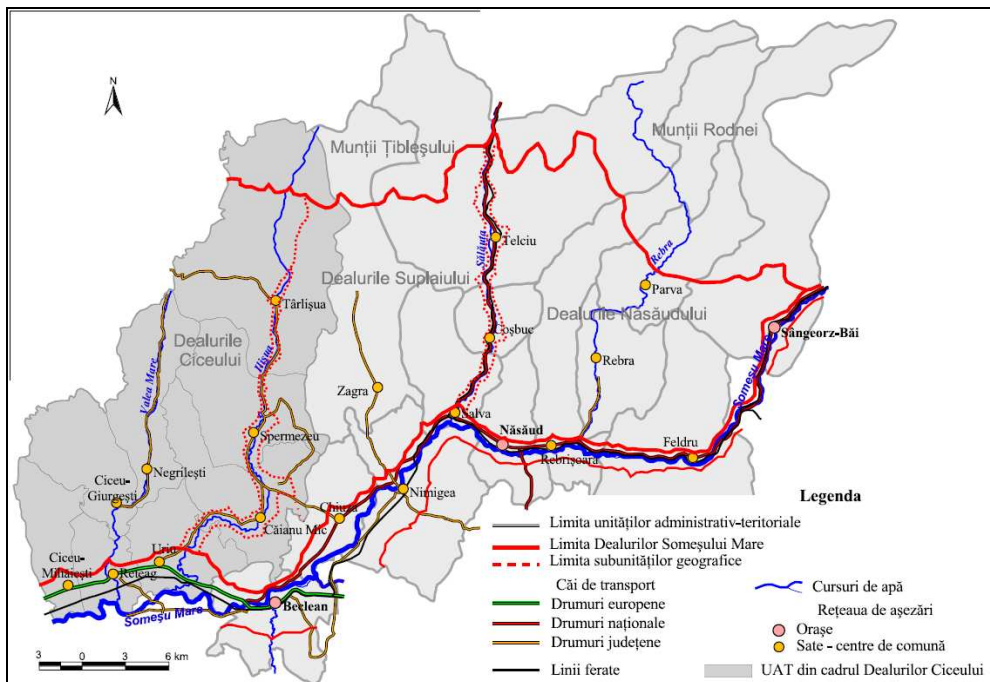 N
Munții Țibleșului
Munții Rodnei
Sălăuța
Telciu
Rebra
Parva
Dealurile Suplaiului
Dealurile Năsăudului
Târlișua
Dealurile
Ciceului
Valea Mare
Ilișua
Coșbuc
Sângeorz-Băi
Rebra
Someșu Mare
Zagra
Salva
Năsăud
Spermezeu
Rebrișoara
Feldru
Negrilești
Ciceu-
Giurgești
Nimigea
Chiuza
Căianu Mic
Uriu
Ciceu-
Mihăiești
Reteag
Beclean
Someșu Mare
3 0 3 6 km
Legenda
Limita unităților administrativ-teritoriale
Limita Dealurilor Someșului Mare
Limita subunităților geografice
Căi de transport
Drumuri europene
Drumuri naționale
Drumuri județene
Linii ferate
Cursuri de apă
Rețeaua de așezări
Orașe
Sate - centre de comună
UAT din cadrul Dealurilor Ciceului